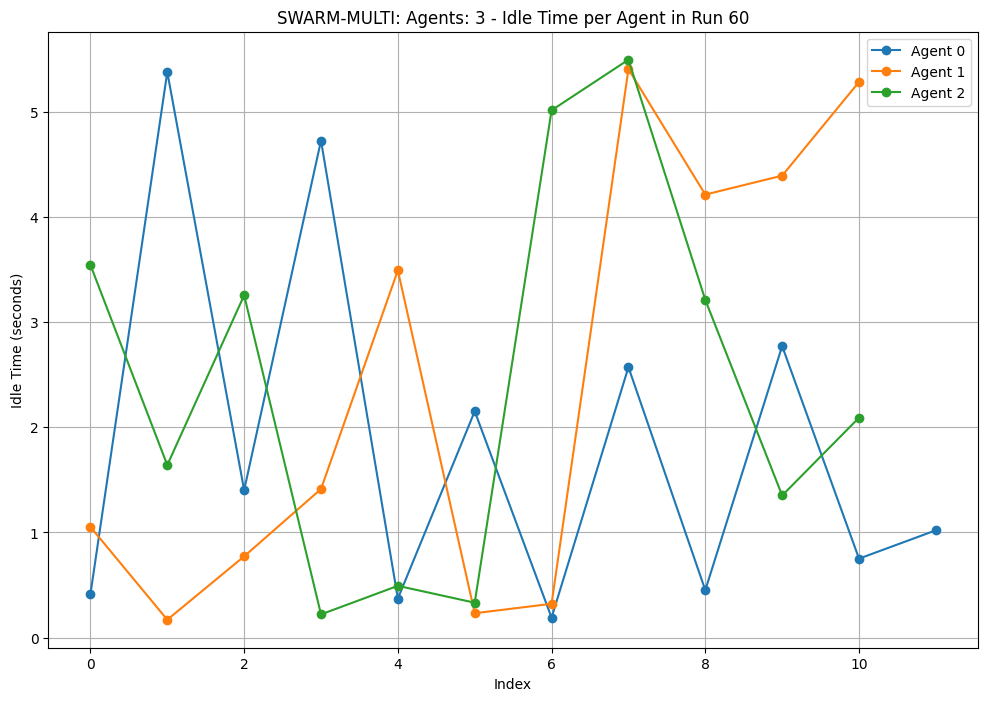 SWARM-MULTI: Agents: 3 - Idle Time per Agent in Run 60
Agent 0
Agent 1
Agent 2
Idle Time (seconds)
5
4
3
2
1
0
0 2 4 6 8 10
Index